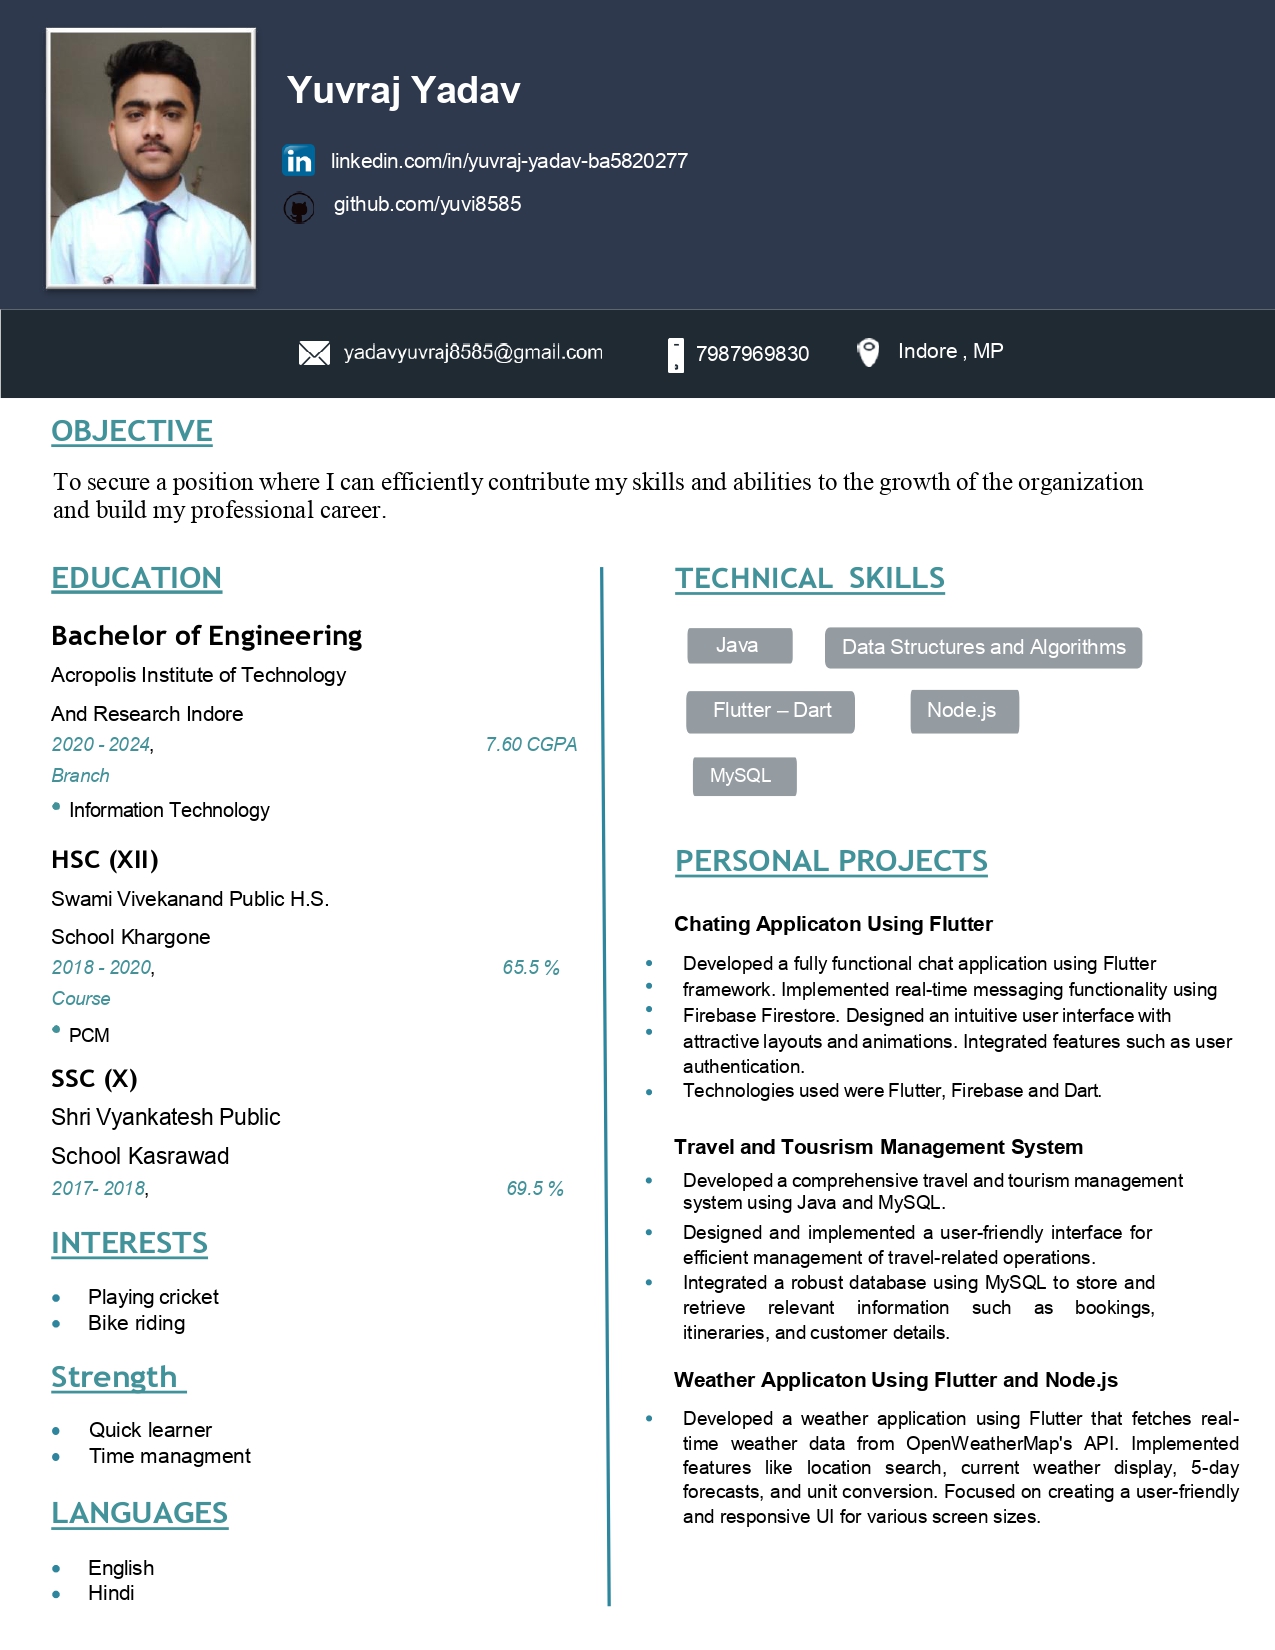 Yuvraj Yadav
in linkedin.com/in/yuvraj-yadav-ba5820277
github.com/yuvi8585
yadavyuvraj8585@gmail.com
7987969830
Indore , MP
OBJECTIVE
To secure a position where I can efficiently contribute my skills and abilities to the growth of the organization
and build my professional career.
EDUCATION
Bachelor of Engineering
Acropolis Institute of Technology
And Research Indore
2020 - 2024, 7.60 CGPA
Branch
• Information Technology
HSC (XII)
Swami Vivekanand Public H.S.
School Khargone
2018 - 2020, 65.5 %
Course
• PCM
SSC (X)
Shri Vyankatesh Public
School Kasrawad
2017- 2018, 69.5 %
INTERESTS
• Playing cricket
• Bike riding
Strength
• Quick learner
• Time managment
LANGUAGES
• English
• Hindi
TECHNICAL SKILLS
Java
Data Structures and Algorithms
Flutter – Dart
Node.js
MySQL
PERSONAL PROJECTS
Chating Applicaton Using Flutter
• Developed a fully functional chat application using Flutter
• framework. Implemented real-time messaging functionality using
• Firebase Firestore. Designed an intuitive user interface with
• attractive layouts and animations. Integrated features such as user
authentication.
• Technologies used were Flutter, Firebase and Dart.
Travel and Tousrism Management System
• Developed a comprehensive travel and tourism management
system using Java and MySQL.
• Designed and implemented a user-friendly interface for
efficient management of travel-related operations.
• Integrated a robust database using MySQL to store and
retrieve relevant information such as bookings,
itineraries, and customer details.
Weather Applicaton Using Flutter and Node.js
• Developed a weather application using Flutter that fetches real-
time weather data from OpenWeatherMap's API. Implemented
features like location search, current weather display, 5-day
forecasts, and unit conversion. Focused on creating a user-friendly
and responsive UI for various screen sizes.